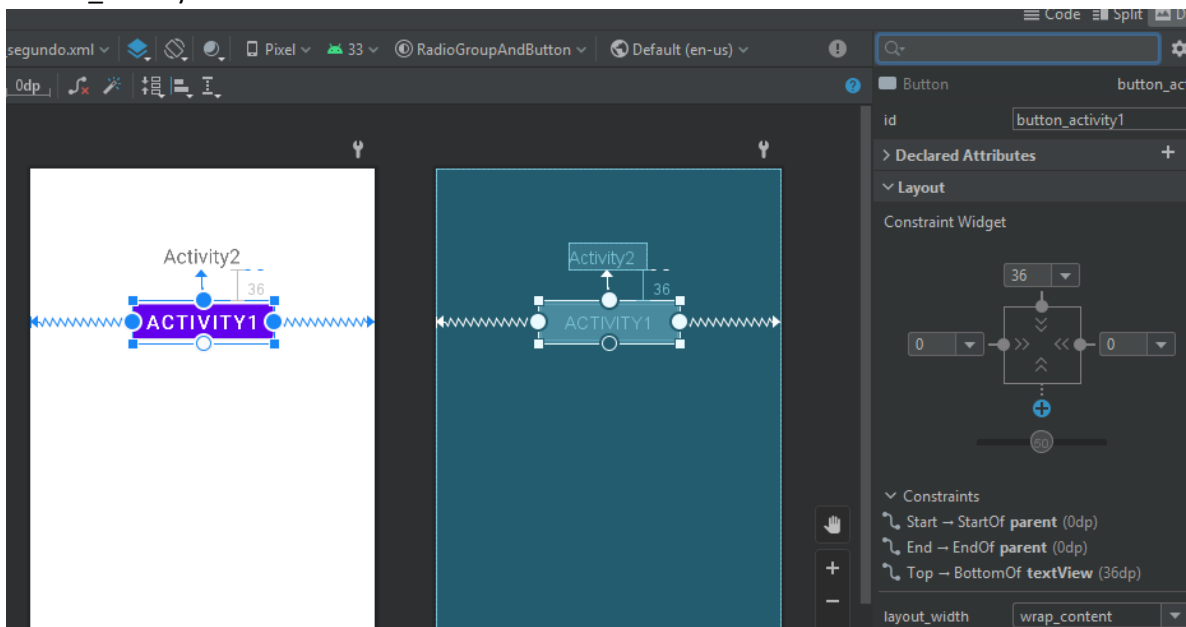 Code Split D
segundo.xml Pixel 33 RadioGroupAndButton Default (en-us)
0dp
Button button_ac
id button_activity1
Declared Attributes
Layout
Constraint Widget
Activity2
36
ACTIVITY1
Activity2
36
ACTIVITY1
36
0 0
50
Constraints
Start → StartOf parent (0dp)
End → EndOf parent (0dp)
Top → BottomOf textView (36dp)
layout_width wrap_content